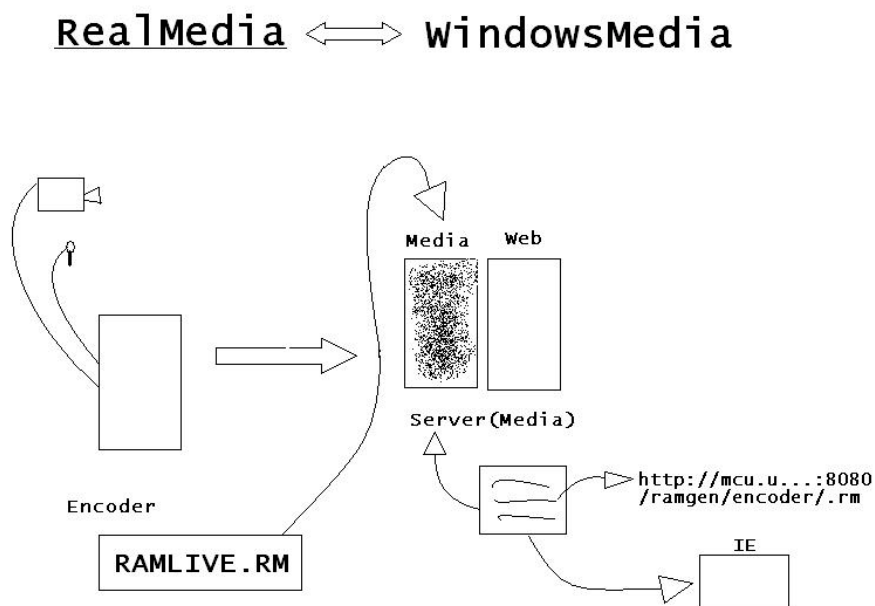 RealMedia WindowsMedia
Media Web
Server(Media)
http://mcu.u...:8080
/ramgen/encoder/.rm
Encoder
IE
RAMLIVE.RM